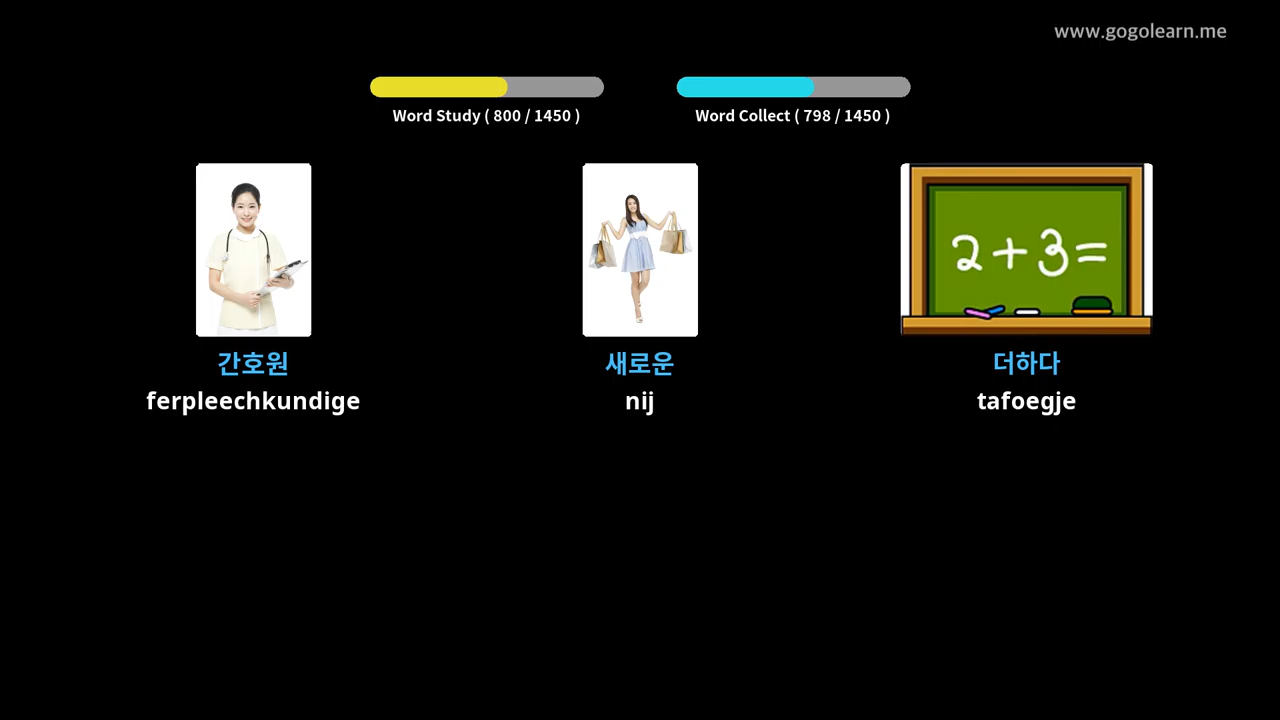 www.gogolearn.me
Word Study ( 800 / 1450 )
Word Collect ( 798 / 1450 )
2+3=
간호원
새로운
더하다
ferpleechkundige
nij
tafoegje